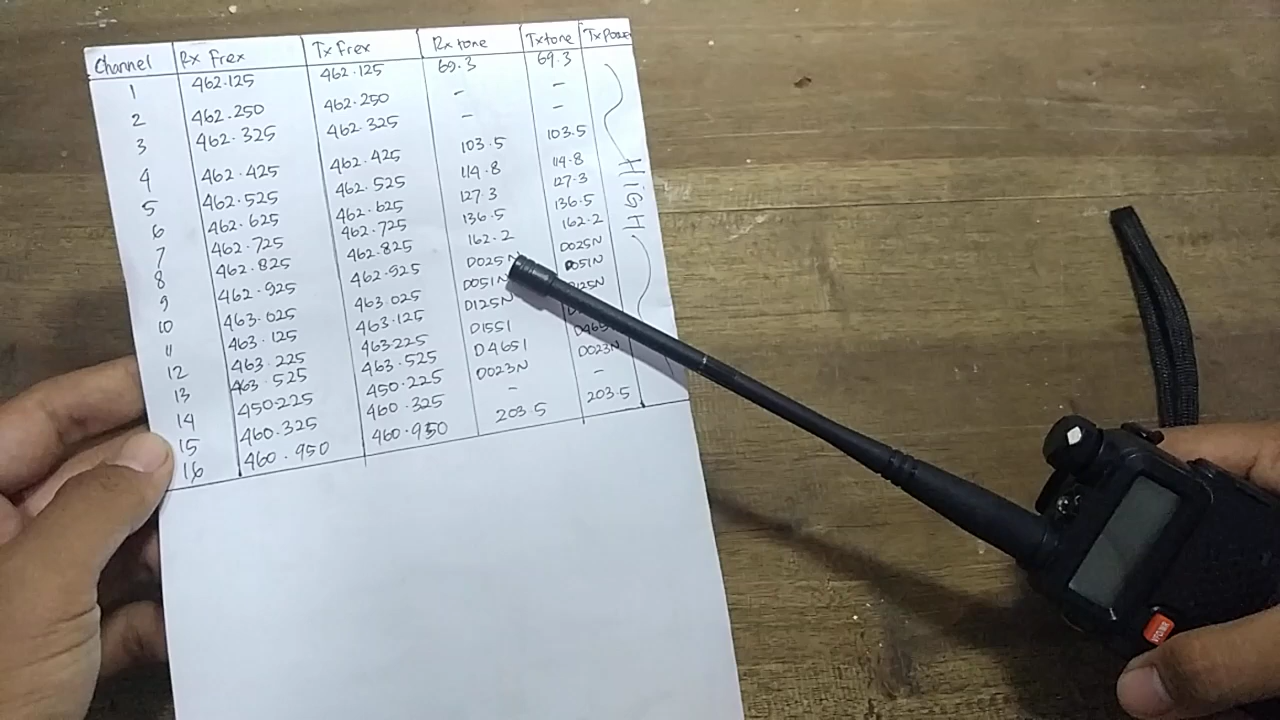 Channel Rx Frex Tx Frex Rx tone Tx tone Tx Power
1 462.125 462.125 69.3 69.3
2 462.250 462.250 - -
3 462.325 462.325 - -
4 462.425 462.425 103.5 103.5
5 462.525 462.525 114.8 114.8
6 462.625 462.625 127.3 127.3
7 462.725 462.725 136.5 136.5
8 462.825 462.825 162.2 162.2
9 462.925 462.925 D025N D025N
10 463.025 463.025 D051N D051N
11 463.125 463.125 D125N D125N
12 463.225 463.225 D155I
13 463.525 463.525 D465I
14 450.225 450.225 D023N D023N
15 460.325 460.325 - -
16 460.950 460.950 203.5 203.5
HIGH